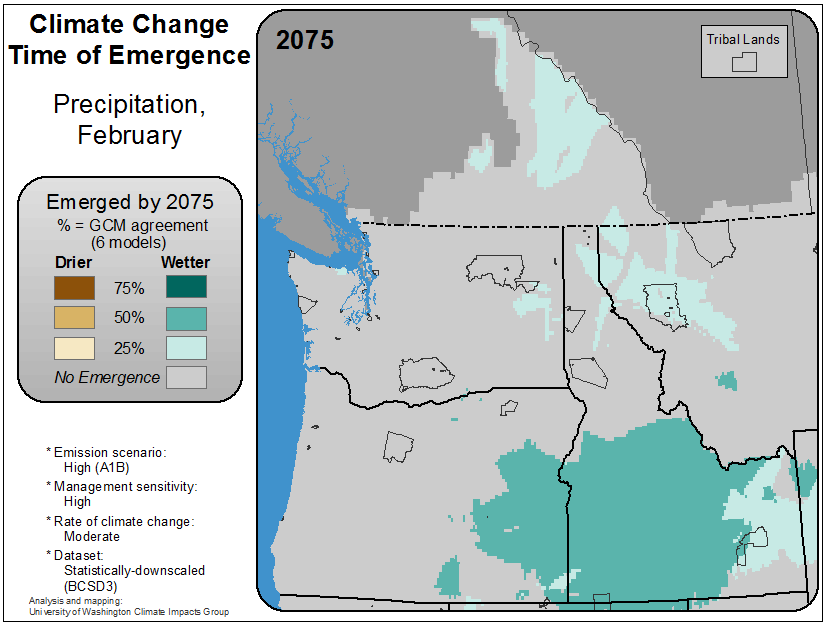 Climate Change
Time of Emergence
Precipitation,
February
Emerged by 2075
% = GCM agreement
(6 models)
Drier Wetter
75%
50%
25%
No Emergence
* Emission scenario:
High (A1B)
* Management sensitivity:
High
* Rate of climate change:
Moderate
* Dataset:
Statistically-downscaled
(BCSD3)
Analysis and mapping:
University of Washington Climate Impacts Group
2075
Tribal Lands